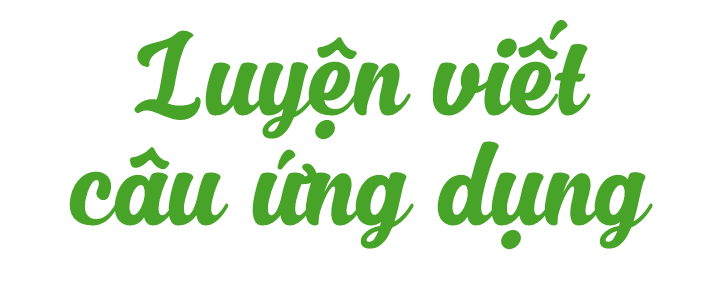 Luyện viết
câu ứng dụng